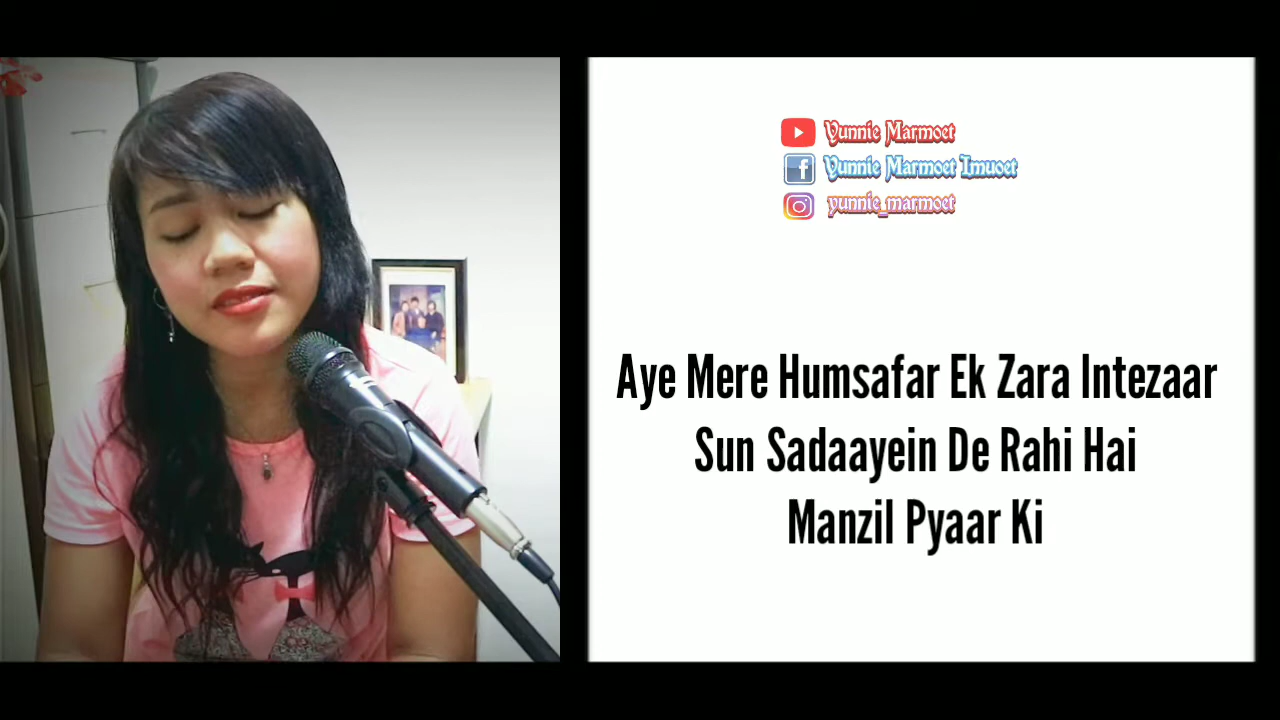 Yunnie Marmoet
Yunnie Marmoet Imuoet
yunnie_marmoet
Aye Mere Humsafar Ek Zara Intezaar
Sun Sadaayein De Rahi Hai
Manzil Pyaar Ki